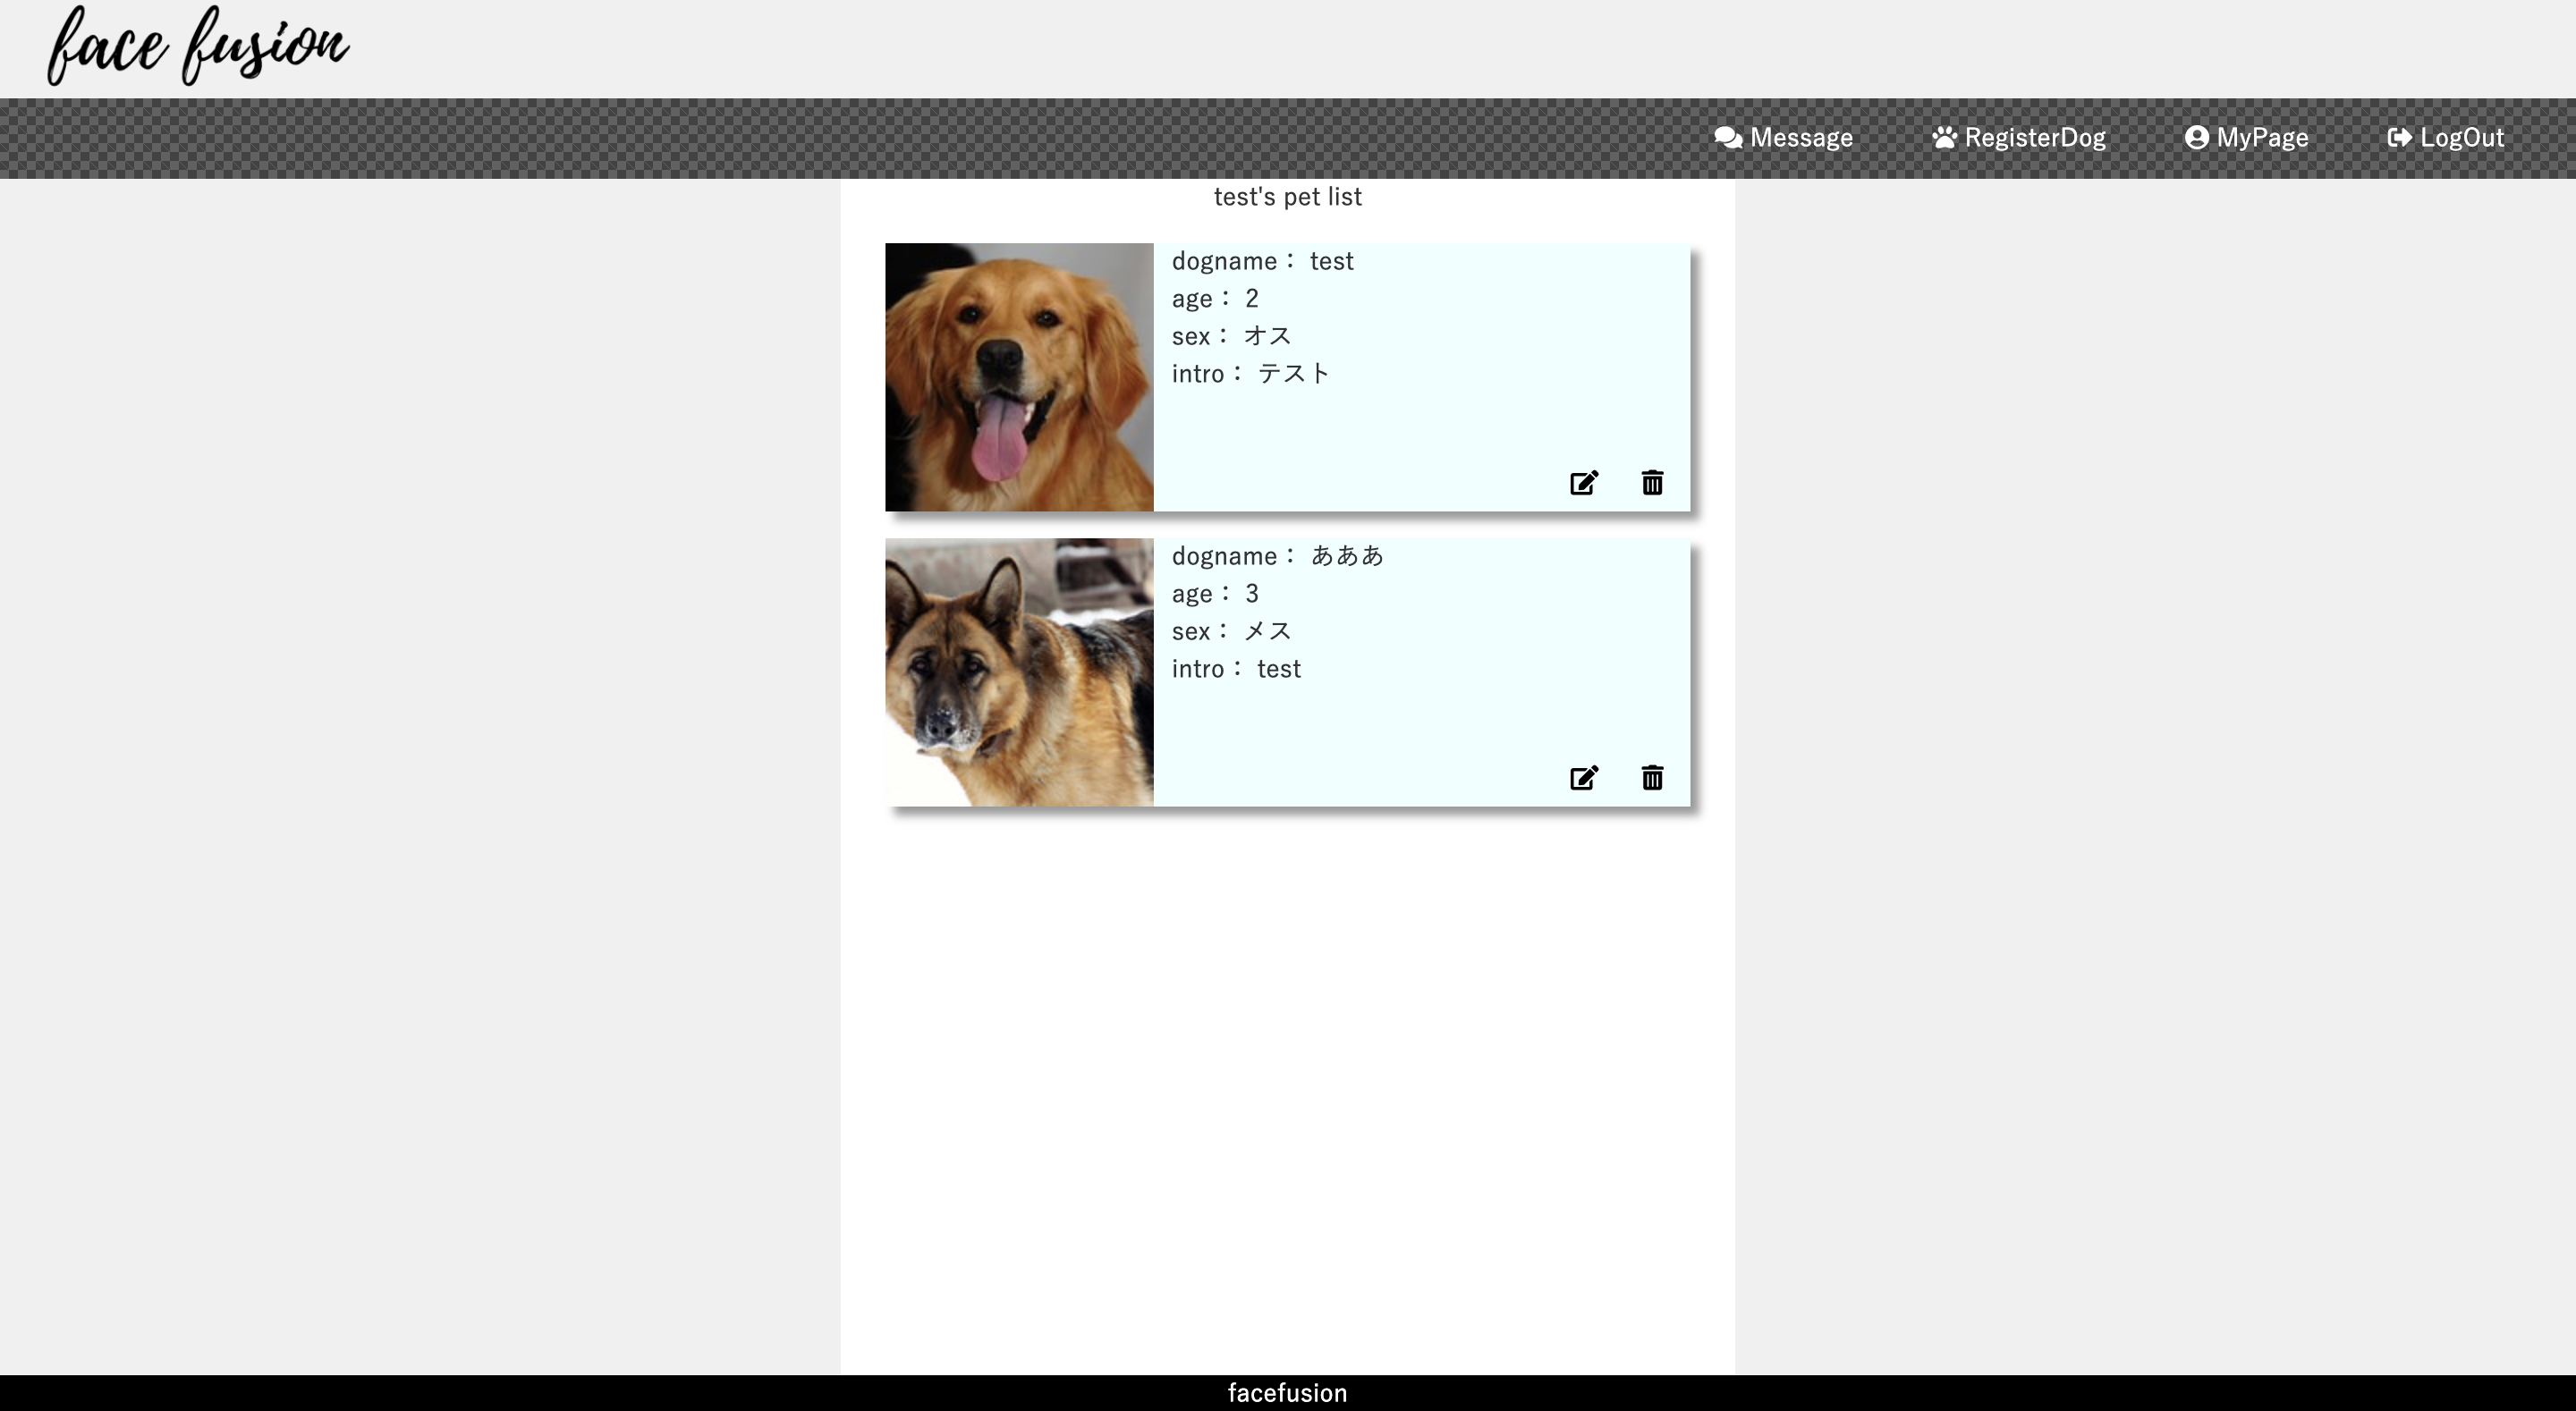 face fusion
Message RegisterDog MyPage LogOut
test's pet list
dogname： test
age： 2
sex： オス
intro： テスト
dogname： あああ
age： 3
sex： メス
intro： test
facefusion